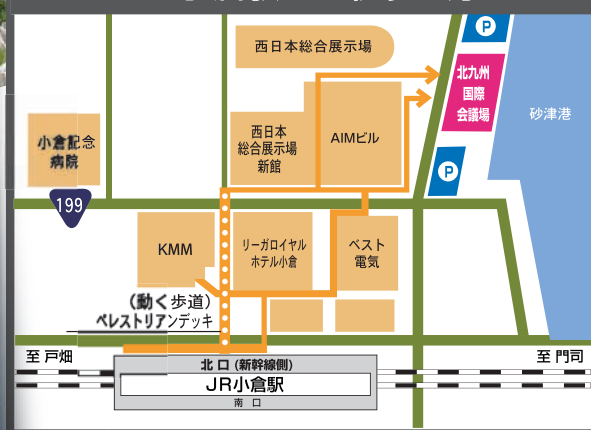 P
西日本総合展示場
北九州
国際
会議場
砂津港
小倉記念
病院
西日本
総合展示場
新館
AIMビル
P
199
KMM
リーガロイヤル
ホテル小倉
ベスト
電気
（動く歩道）
ペレストリアンデッキ
至 戸畑
至 門司
北 口 (新幹線側)
JR小倉駅
南 口